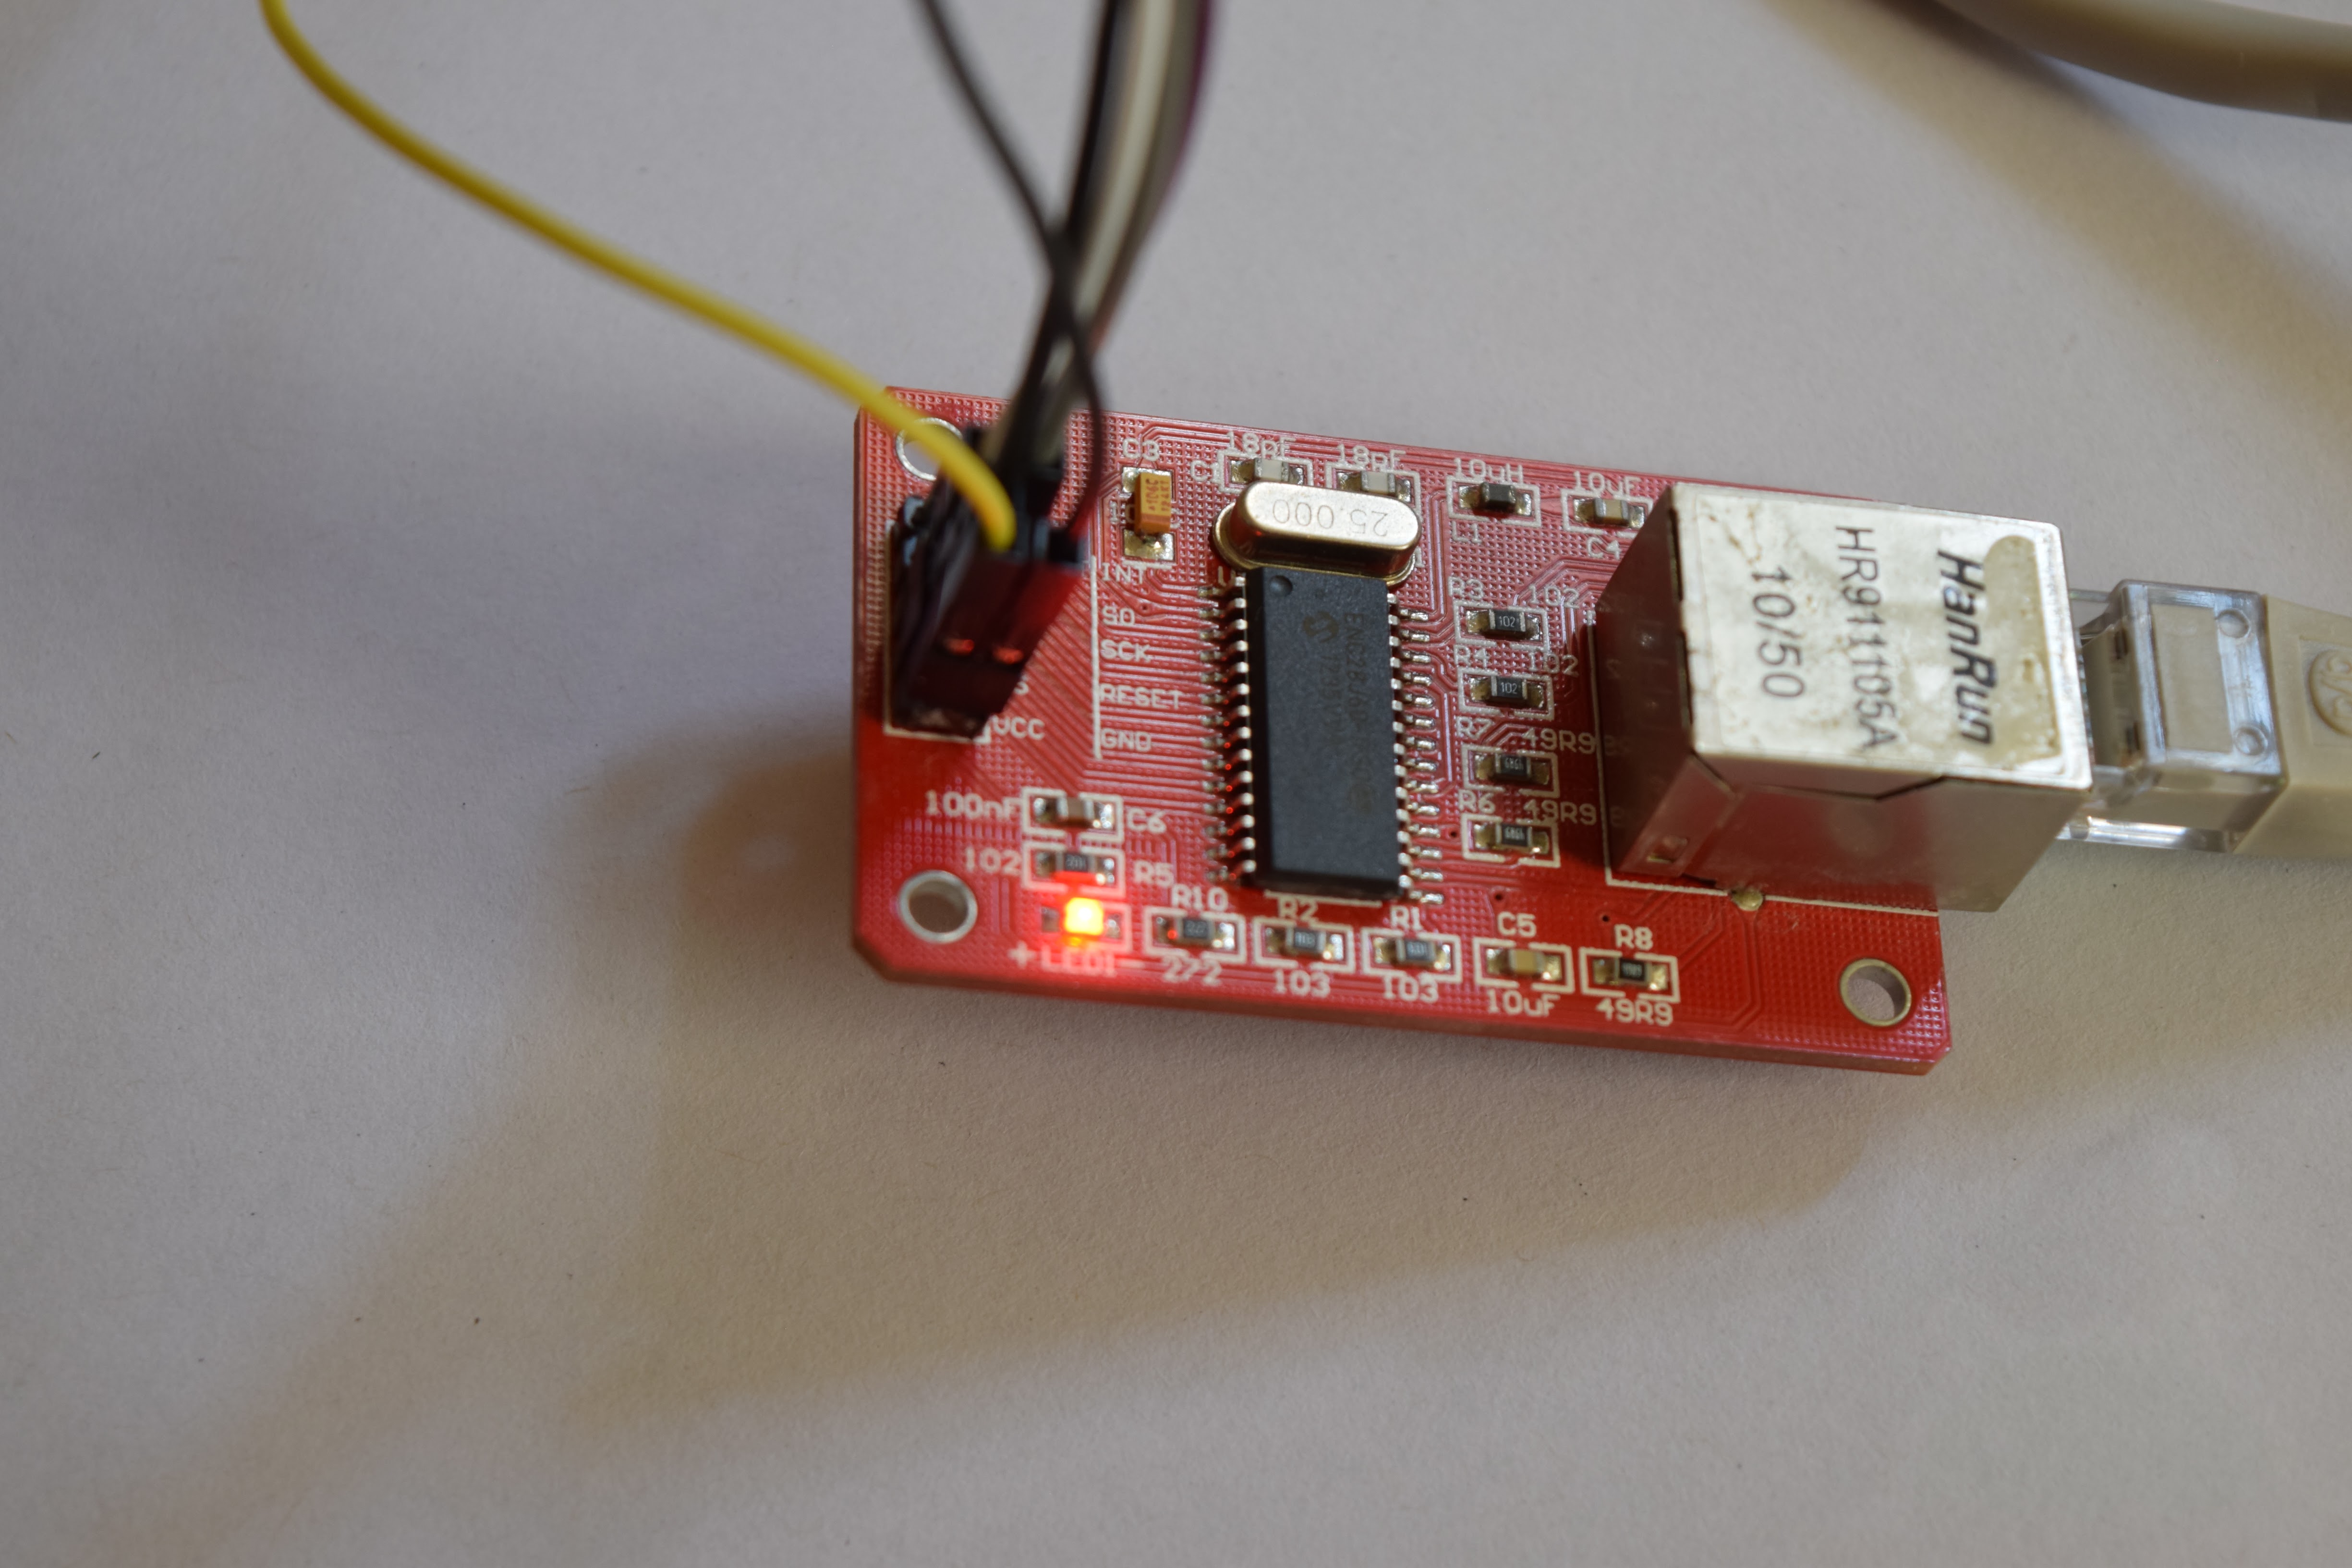 C3
18pF
18pF
10uH
10uF
C1
25.000
L1
C4
INT
SO
SCK
RESET
GND
VCC
R3
102
102
R4
102
102
R7
49R9
R6
49R9
HanRun
HR911105A
10/50
100nF
C6
102
R5
LED1
R10
272
R2
103
R1
103
C5
10uF
R8
49R9